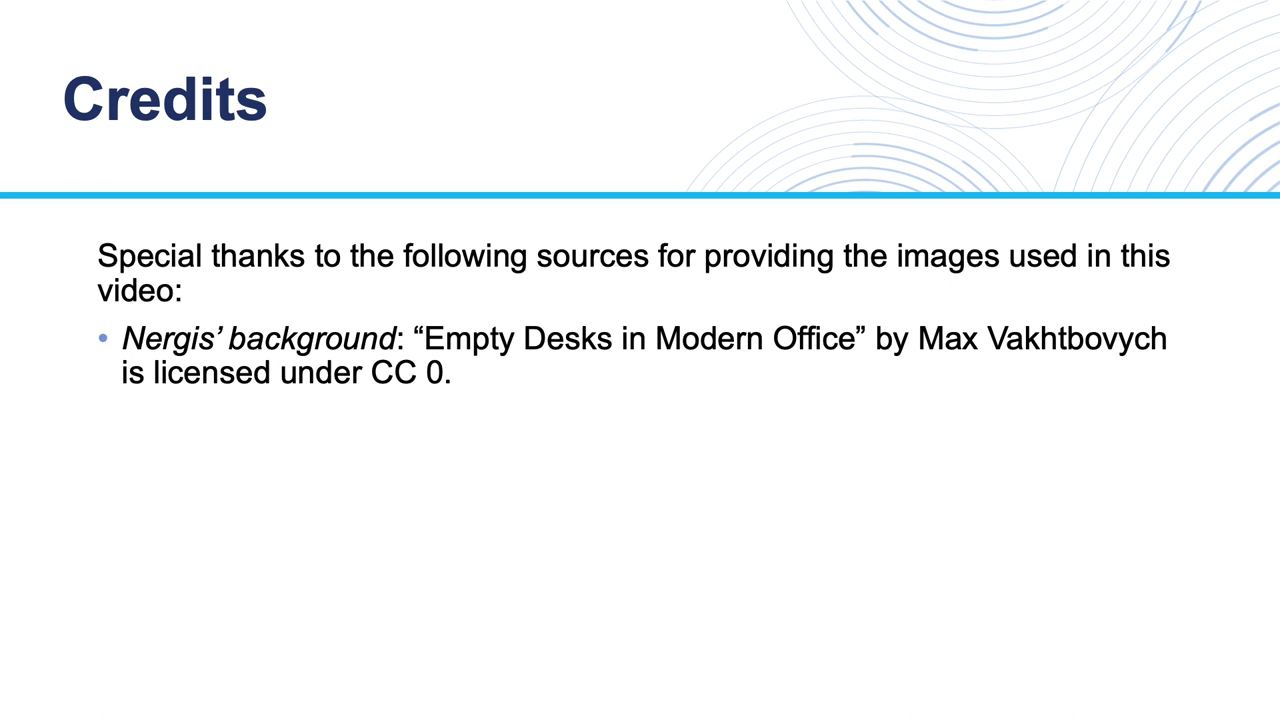 Credits
Special thanks to the following sources for providing the images used in this
video:
• Nergis’ background: “Empty Desks in Modern Office” by Max Vakhtbovych
is licensed under CC 0.